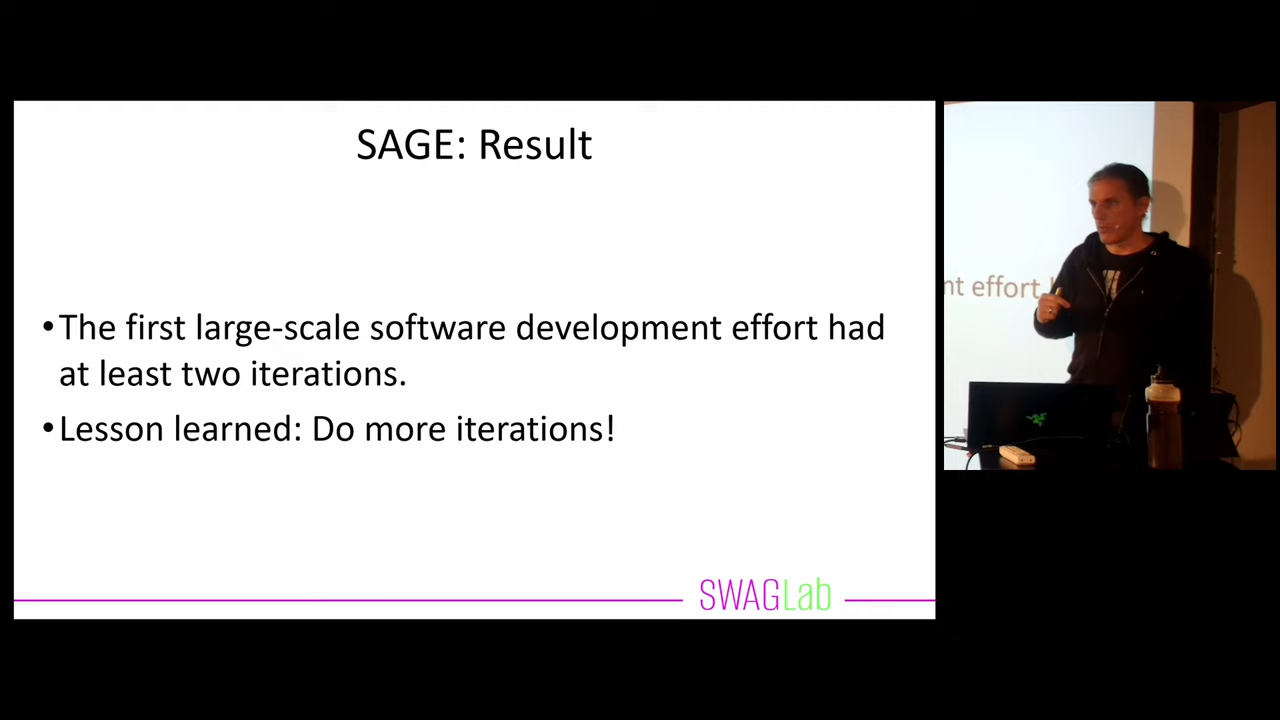 SAGE: Result
•The first large-scale software development effort had
at least two iterations.
•Lesson learned: Do more iterations!
SWAGLab
nt effort